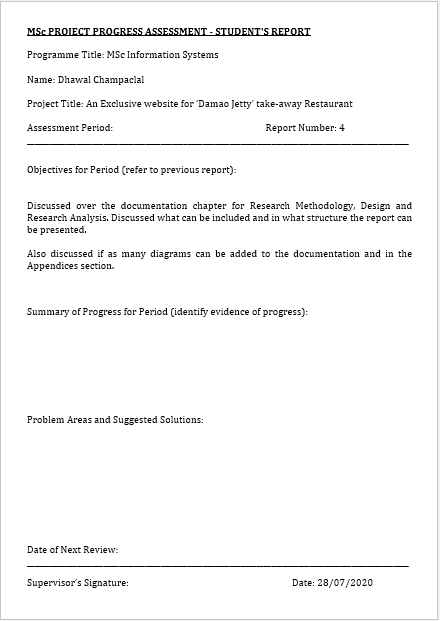 MSc PROJECT PROGRESS ASSESSMENT - STUDENT'S REPORT
Programme Title: MSc Information Systems
Name: Dhawal Champaclal
Project Title: An Exclusive website for 'Damao Jetty' take-away Restaurant
Assessment Period: Report Number: 4
Objectives for Period (refer to previous report):
Discussed over the documentation chapter for Research Methodology, Design and
Research Analysis. Discussed what can be included and in what structure the report can
be presented.
Also discussed if as many diagrams can be added to the documentation and in the
Appendices section.
Summary of Progress for Period (identify evidence of progress):
Problem Areas and Suggested Solutions:
Date of Next Review:
Supervisor's Signature: Date: 28/07/2020